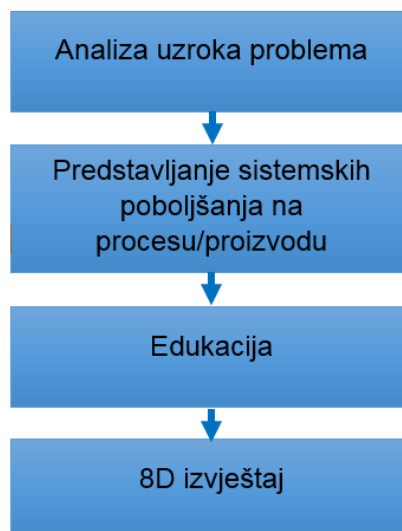 Analiza uzroka problema
Predstavljanje sistemskih
poboljšanja na
procesu/proizvodu
Edukacija
8D izvještaj